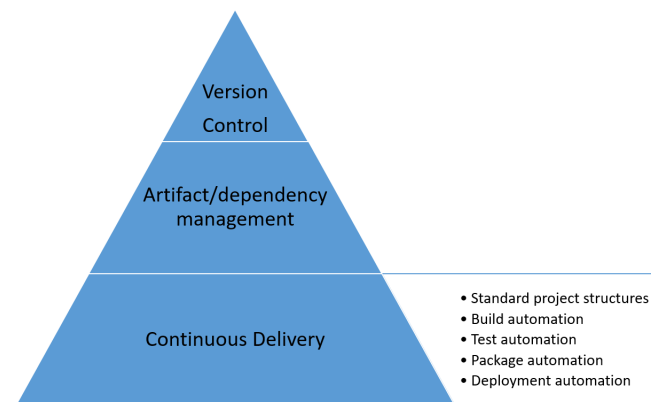 Version
Control
Artifact/dependency
management
Continuous Delivery
• Standard project structures
• Build automation
• Test automation
• Package automation
• Deployment automation